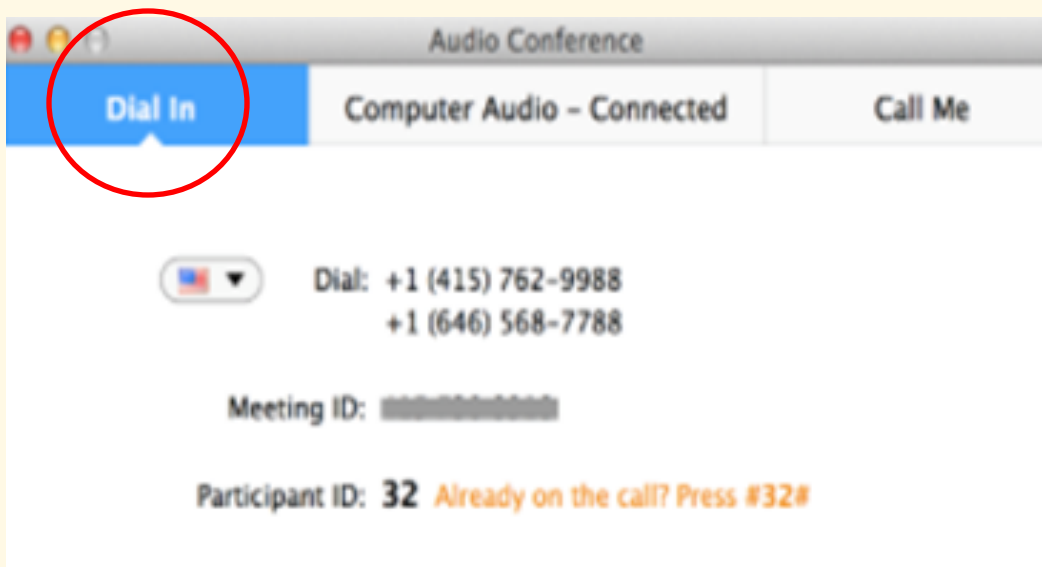 Audio Conference
Dial In
Computer Audio – Connected
Call Me
Dial: +1 (415) 762-9988
+1 (646) 568-7788
Meeting ID:
Participant ID: 32 Already on the call? Press #32#